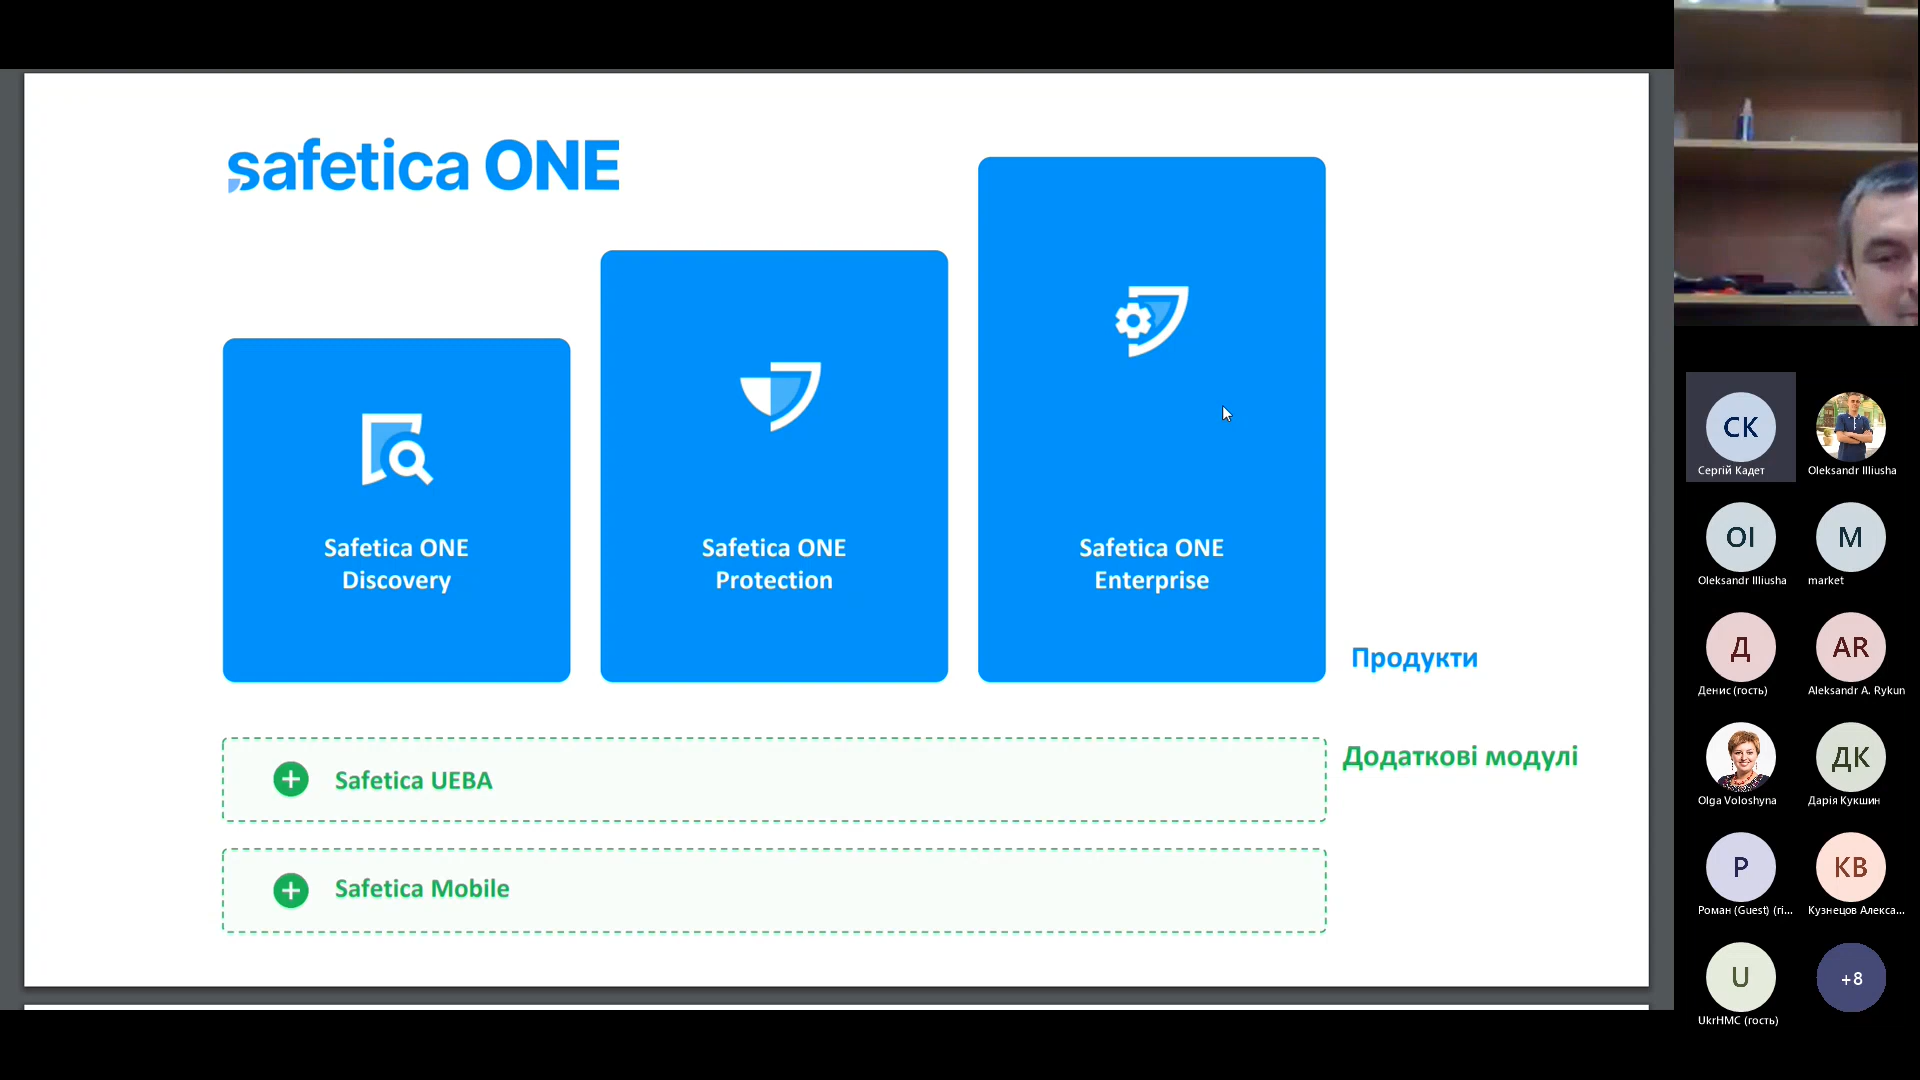 safetica ONE
Safetica ONE
Discovery
Safetica ONE
Protection
Safetica ONE
Enterprise
Продукти
Додаткові модулі
Safetica UEBA
Safetica Mobile
СК
Сергій Кадет
Oleksandr Illiusha
OI
Oleksandr Illiusha
M
market
Д
Денис (гость)
AR
Aleksandr A. Rykun
Olga Voloshyna
ДК
Дарія Кукшин
Р
Роман (Guest) (гі...
КВ
Кузнецов Алекса...
U
UkrHMC (гость)
+8